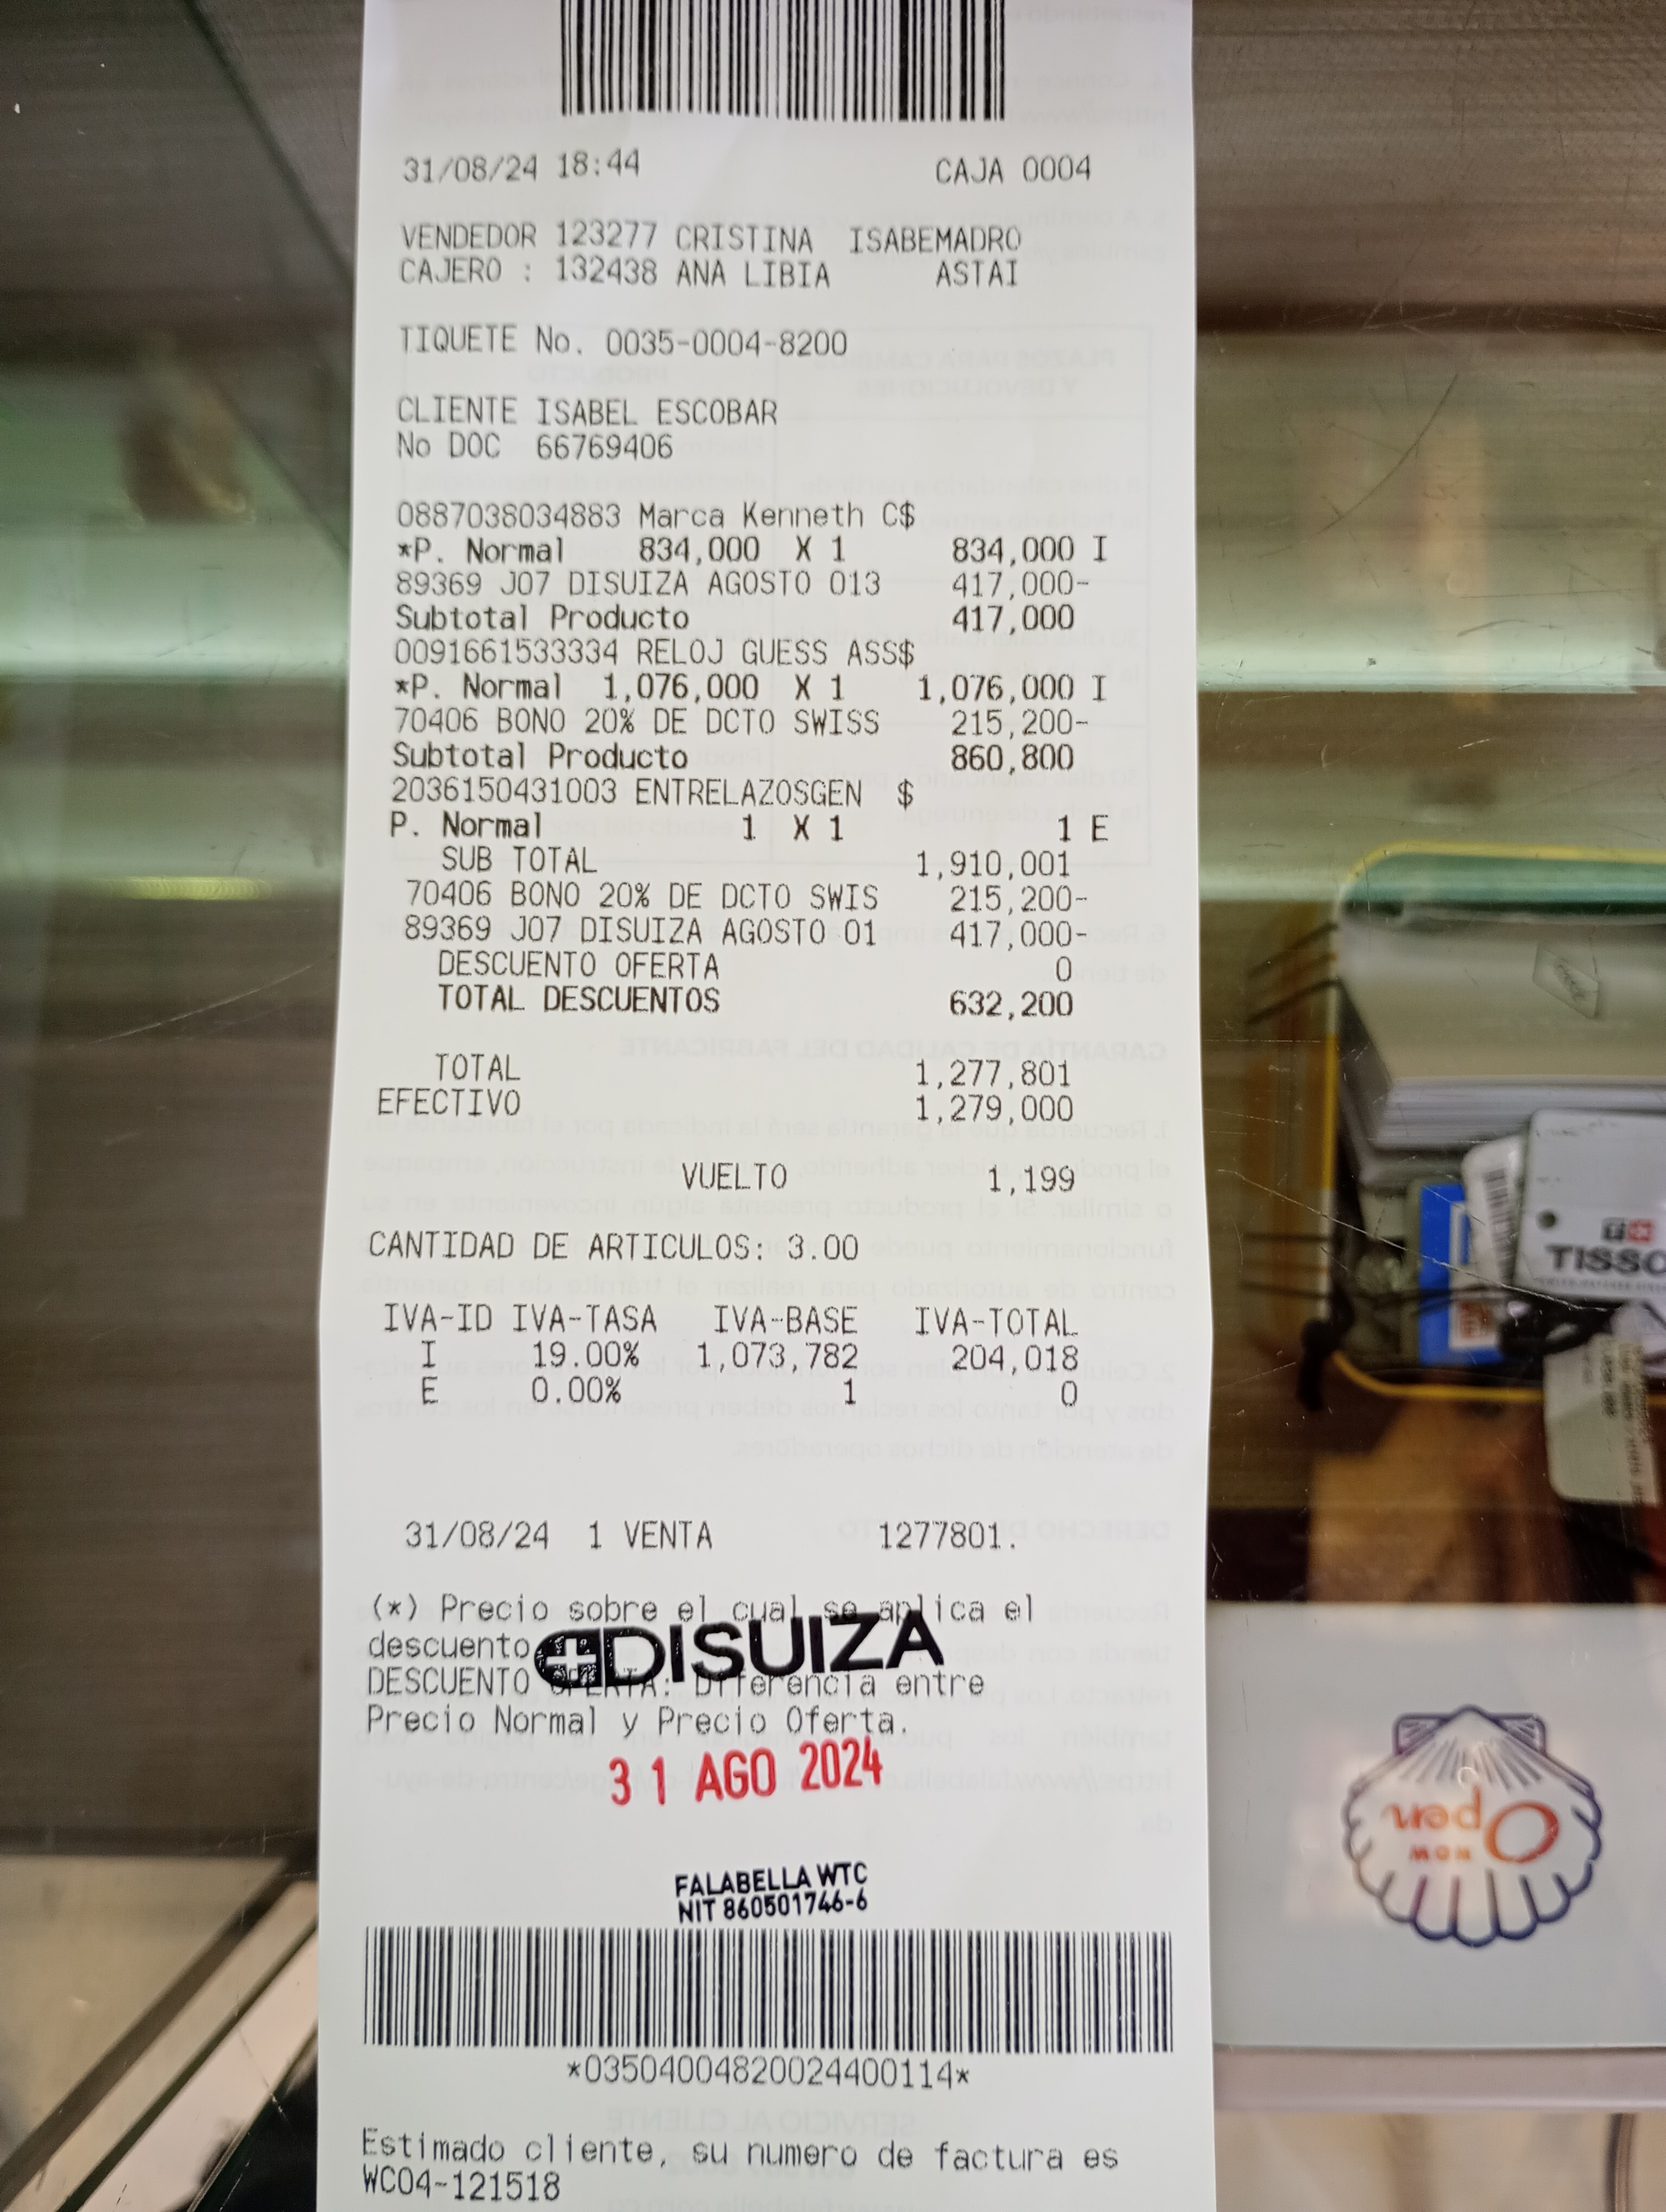 31/08/24 18:44 CAJA 0004
VENDEDOR 123277 CRISTINA ISABEMADRO
CAJERO : 132438 ANA LIBIA ASTAI
TIQUETE No. 0035-0004-8200
CLIENTE ISABEL ESCOBAR
No DOC 66769406
0887038034883 Marca Kenneth C$
*P. Normal 834,000 X 1 834,000 I
89369 J07 DISUIZA AGOSTO 013 417,000-
Subtotal Producto 417,000
0091661533334 RELOJ GUESS ASS$
*P. Normal 1,076,000 X 1 1,076,000 I
70406 BONO 20% DE DCTO SWISS 215,200-
Subtotal Producto 860,800
2036150431003 ENTRELAZOSGEN $
P. Normal 1 X 1 1 E
SUB TOTAL 1,910,001
70406 BONO 20% DE DCTO SWIS 215,200-
89369 J07 DISUIZA AGOSTO 01 417,000-
DESCUENTO OFERTA 0
TOTAL DESCUENTOS 632,200
TOTAL 1,277,801
EFECTIVO 1,279,000
VUELTO 1,199
CANTIDAD DE ARTICULOS: 3.00
IVA-ID IVA-TASA IVA-BASE IVA-TOTAL
I 19.00% 1,073,782 204,018
E 0.00% 1 0
31/08/24 1 VENTA 1277801.
(*) Precio sobre el cual se aplica el
descuento
DISUIZA
DESCUENTO OFERTA: Diferencia entre
Precio Normal y Precio Oferta.
31 AGO 2024
FALABELLA WTC
NIT 860501746-6
*03504004820024400114*
Estimado cliente, su numero de factura es
WC04-121518
TISSO
Open
NOW